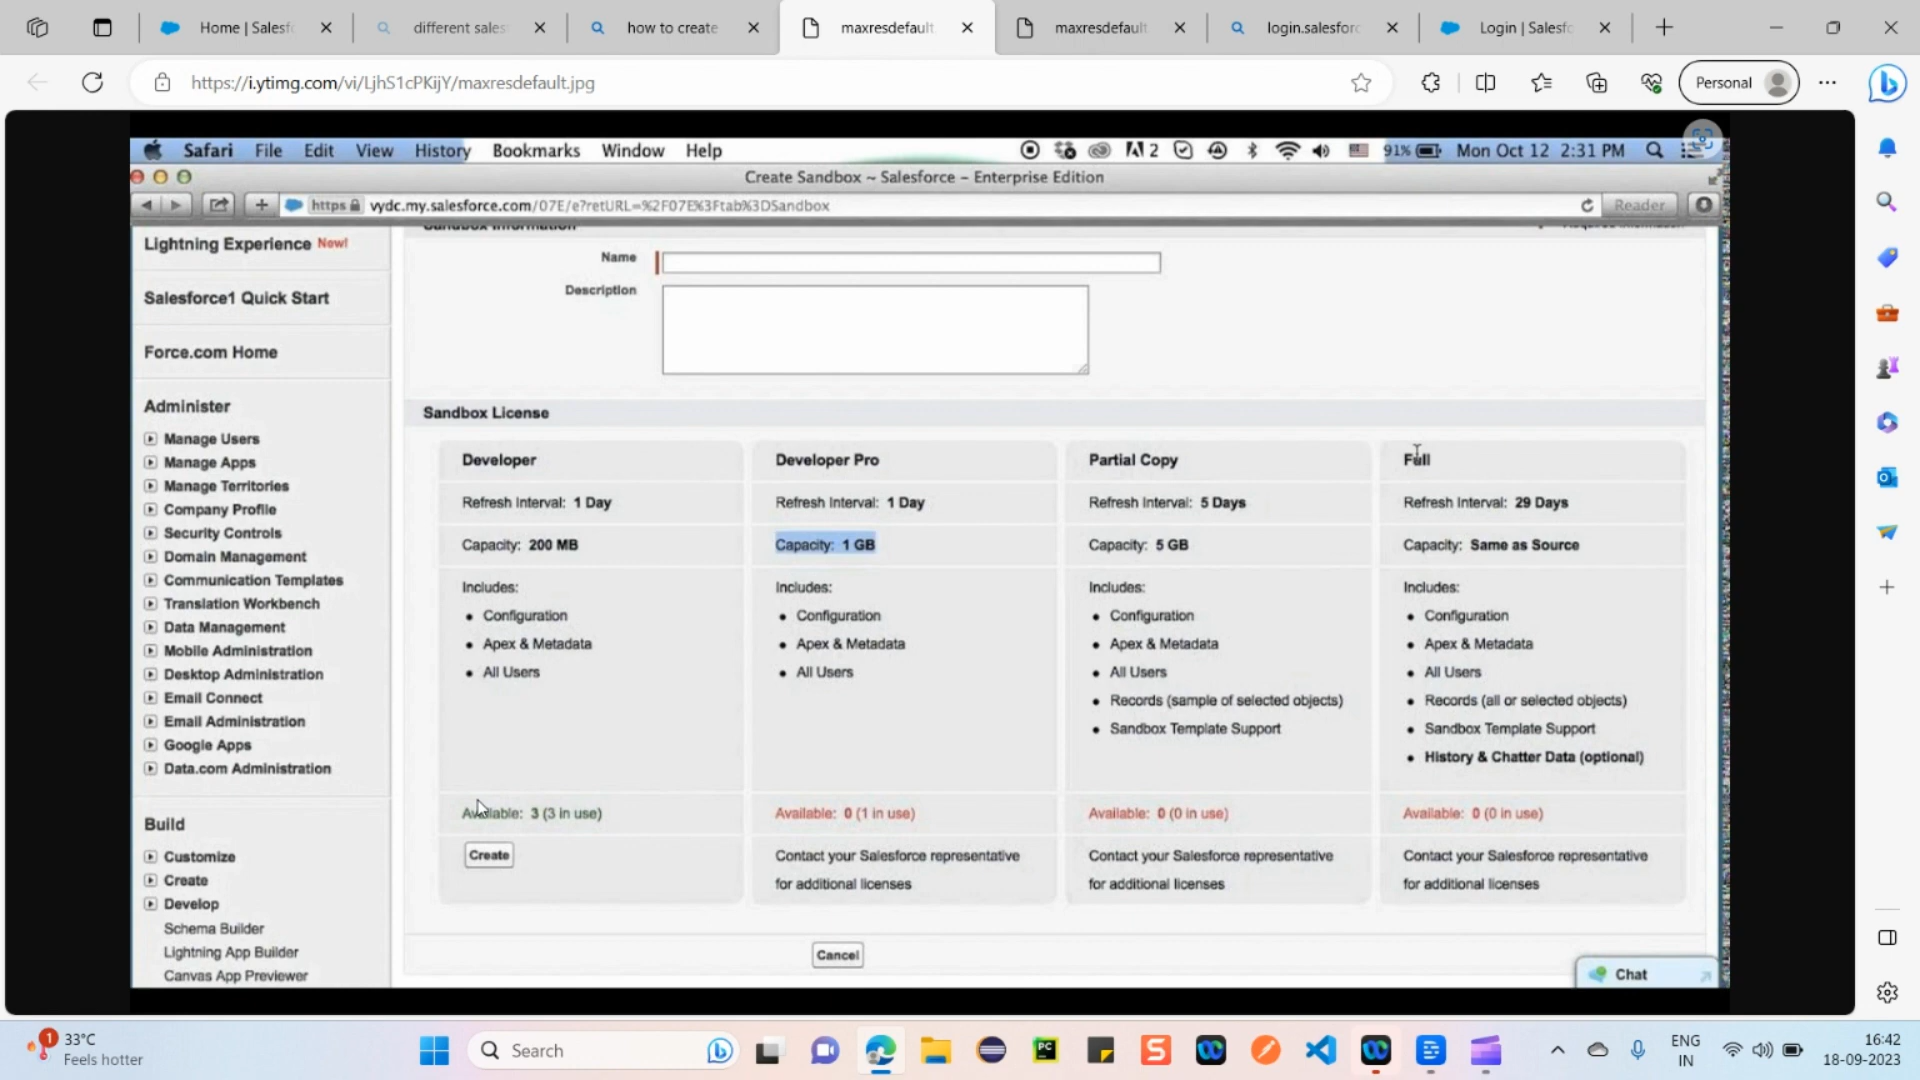 Home | Salesf
different sales
how to create
maxresdefault
maxresdefault
login.salesforc
Login | Salesfo
https://i.ytimg.com/vi/LjhS1cPKijY/maxresdefault.jpg
Personal
Safari File Edit View History Bookmarks Window Help
2
91%
Mon Oct 12 2:31 PM
Create Sandbox ~ Salesforce – Enterprise Edition
https vydc.my.salesforce.com/07E/e?retURL=%2F07E%3Ftab%3DSandbox
Reader
Lightning Experience New!
Salesforce1 Quick Start
Force.com Home
Administer
Manage Users
Manage Apps
Manage Territories
Company Profile
Security Controls
Domain Management
Communication Templates
Translation Workbench
Data Management
Mobile Administration
Desktop Administration
Email Connect
Email Administration
Google Apps
Data.com Administration
Build
Customize
Create
Develop
Schema Builder
Lightning App Builder
Canvas App Previewer
Sandbox Information
Name
Description
Sandbox License
Developer
Refresh Interval: 1 Day
Capacity: 200 MB
Includes:
• Configuration
• Apex & Metadata
• All Users
Available: 3 (3 in use)
Create
Developer Pro
Refresh Interval: 1 Day
Capacity: 1 GB
Includes:
• Configuration
• Apex & Metadata
• All Users
Available: 0 (1 in use)
Contact your Salesforce representative
for additional licenses
Partial Copy
Refresh Interval: 5 Days
Capacity: 5 GB
Includes:
• Configuration
• Apex & Metadata
• All Users
• Records (sample of selected objects)
• Sandbox Template Support
Available: 0 (0 in use)
Contact your Salesforce representative
for additional licenses
Full
Refresh Interval: 29 Days
Capacity: Same as Source
Includes:
• Configuration
• Apex & Metadata
• All Users
• Records (all or selected objects)
• Sandbox Template Support
• History & Chatter Data (optional)
Available: 0 (0 in use)
Contact your Salesforce representative
for additional licenses
Cancel
Chat
1
33°C
Feels hotter
Search
PC
ENG
IN
16:42
18-09-2023